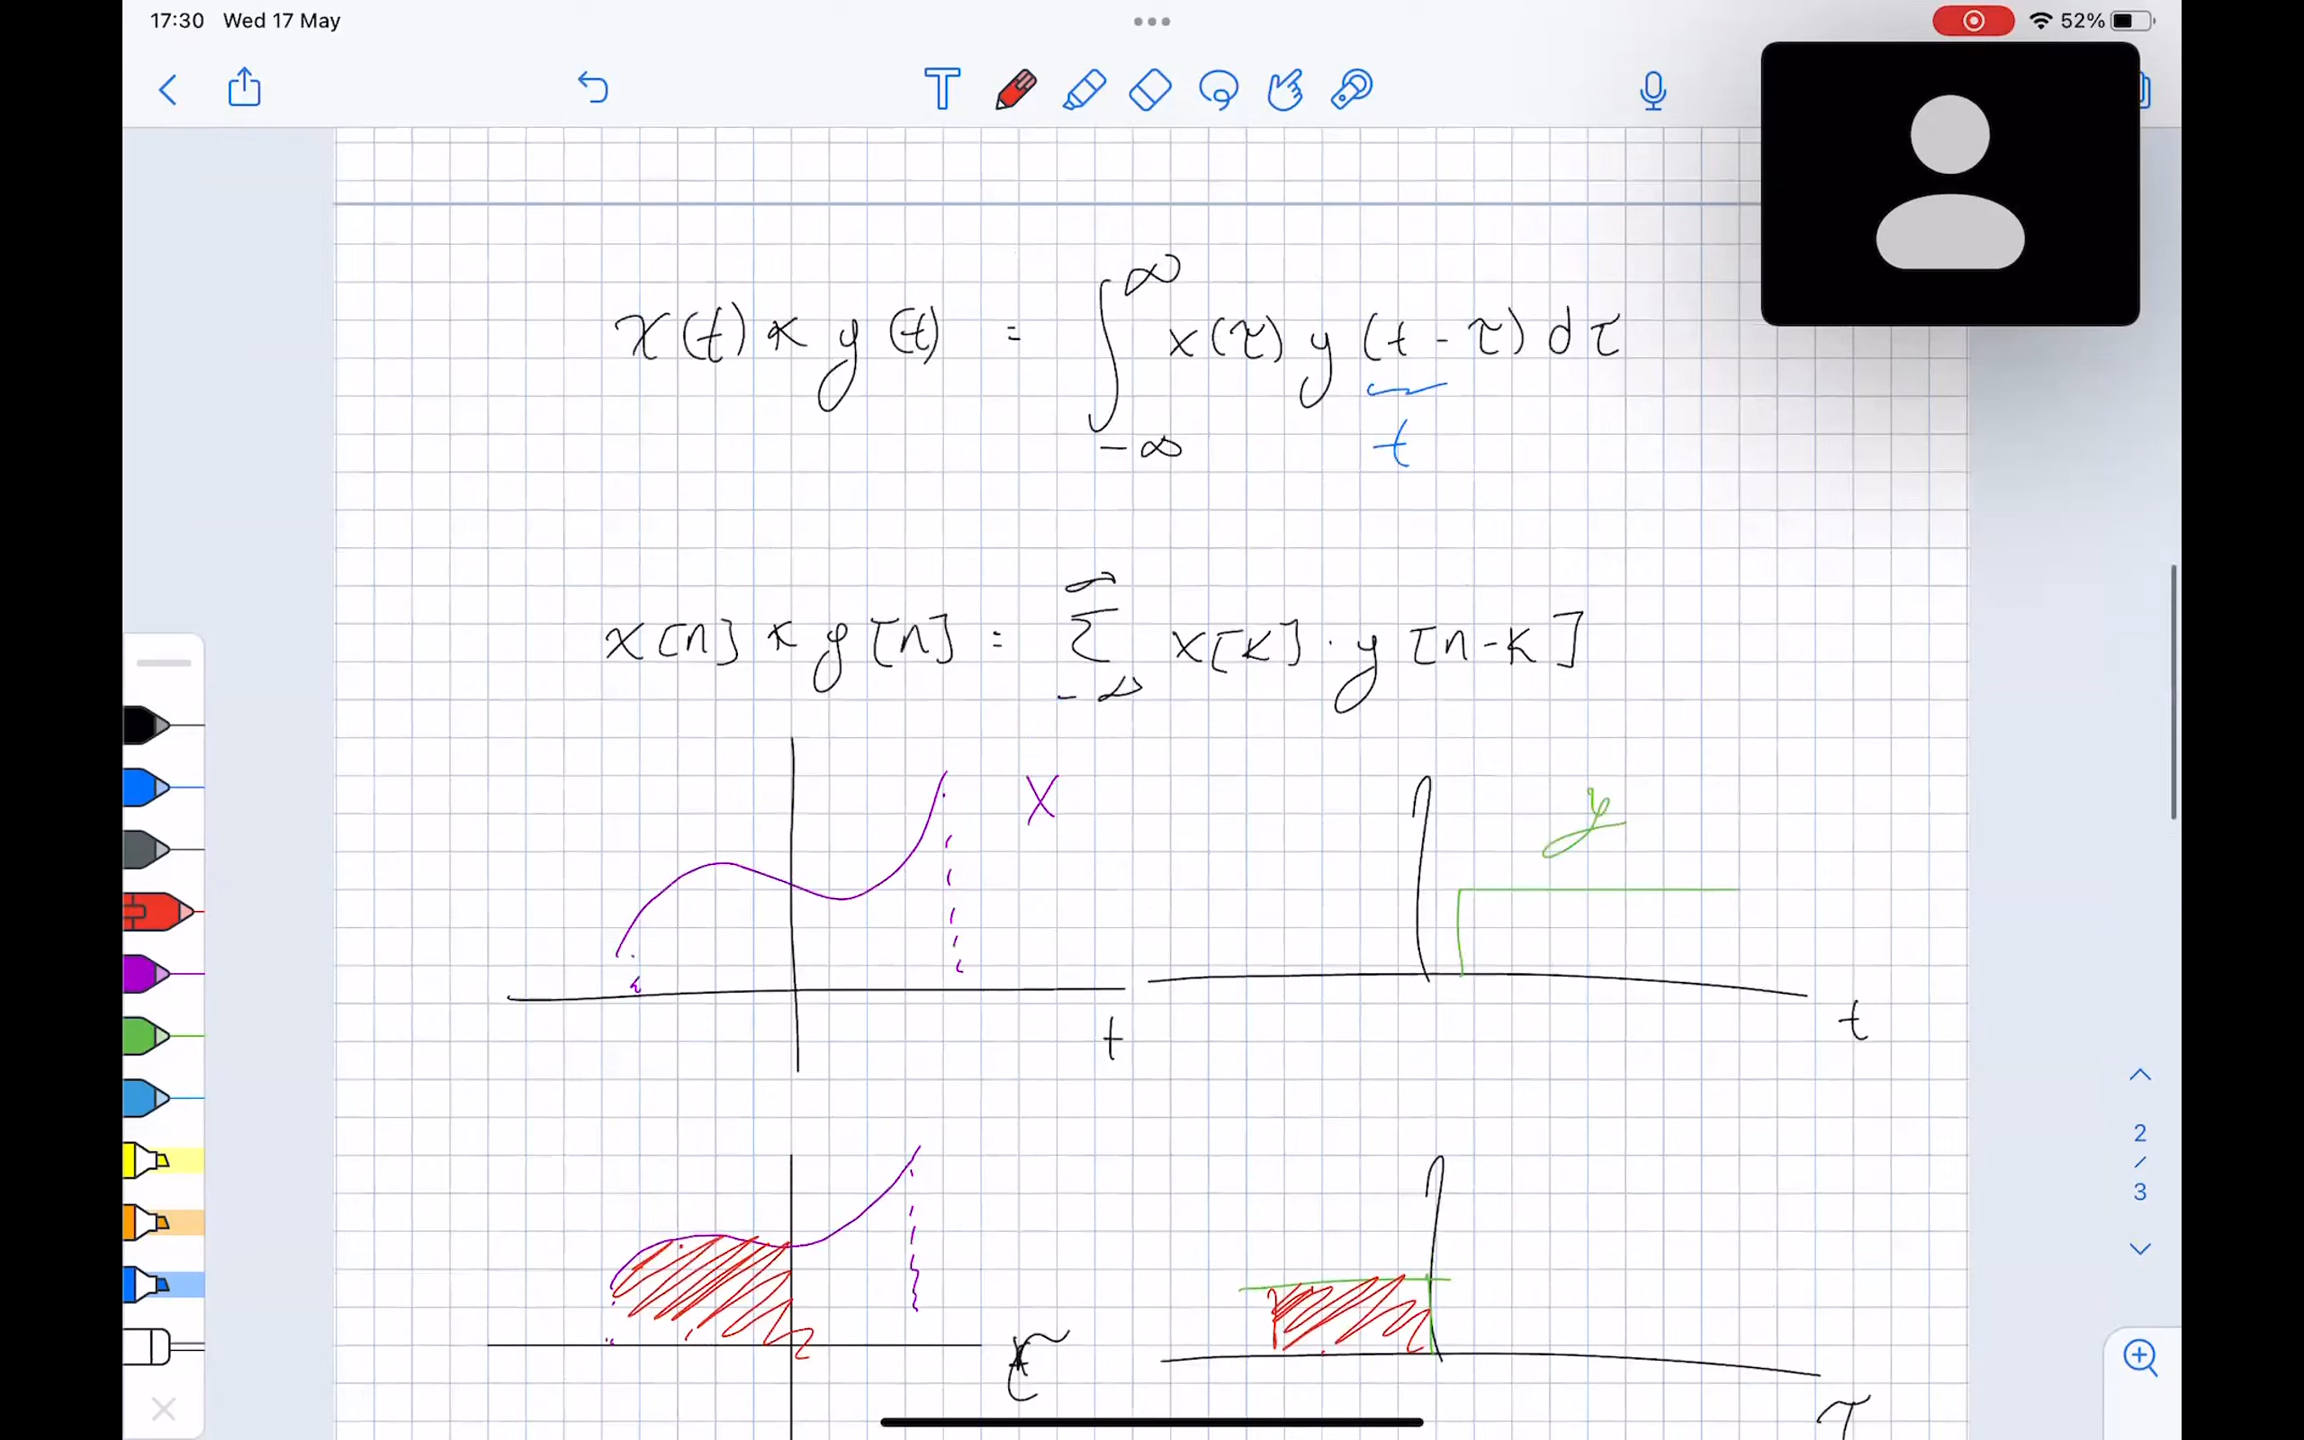 17:30 Wed 17 May
52%
T
x(t) * y(t) = ∫_{-∞}^{∞} x(τ) y(t-τ) dτ
t
x[n] * y[n] = Σ_{-∞}^{∞} x[k] · y[n-k]
X
y
t
t
2
/
3
τ
τ